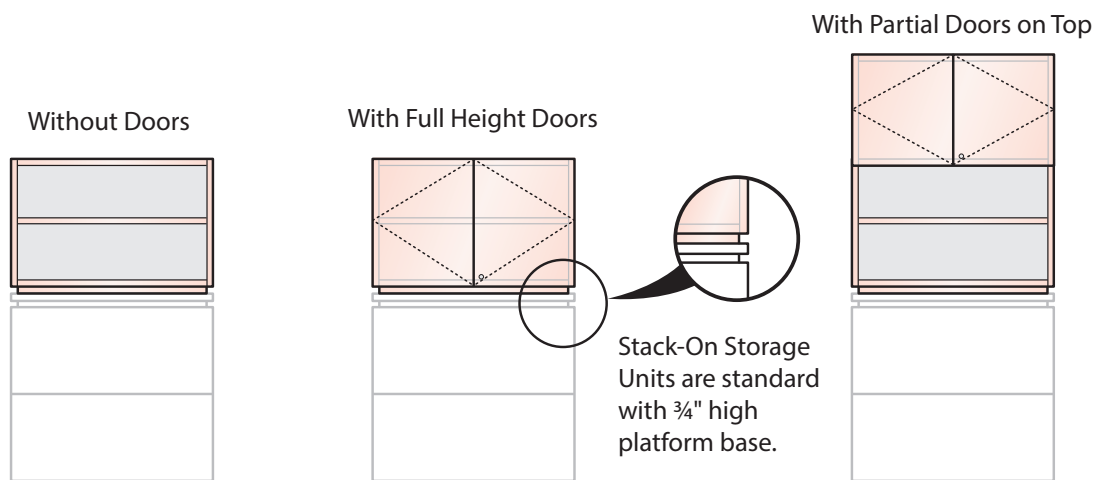 With Partial Doors on Top
Without Doors
With Full Height Doors
Stack-On Storage
Units are standard
with ¾" high
platform base.